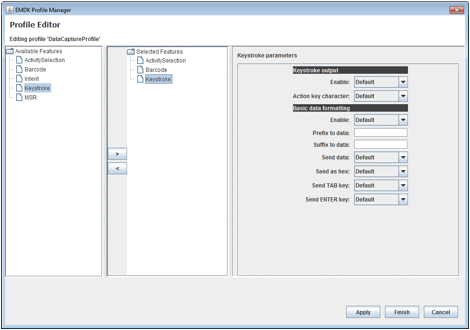 EMDK Profile Manager
Profile Editor
Editing profile 'DataCaptureProfile'
Available Features
ActivitySelection
Barcode
Intent
Keystroke
MSR
>
<
Selected Features
ActivitySelection
Barcode
Keystroke
Keystroke parameters
Keystroke output
Enable: Default
Action key character: Default
Basic data formatting
Enable: Default
Prefix to data:
Suffix to data:
Send data: Default
Send as hex: Default
Send TAB key: Default
Send ENTER key: Default
Apply Finish Cancel